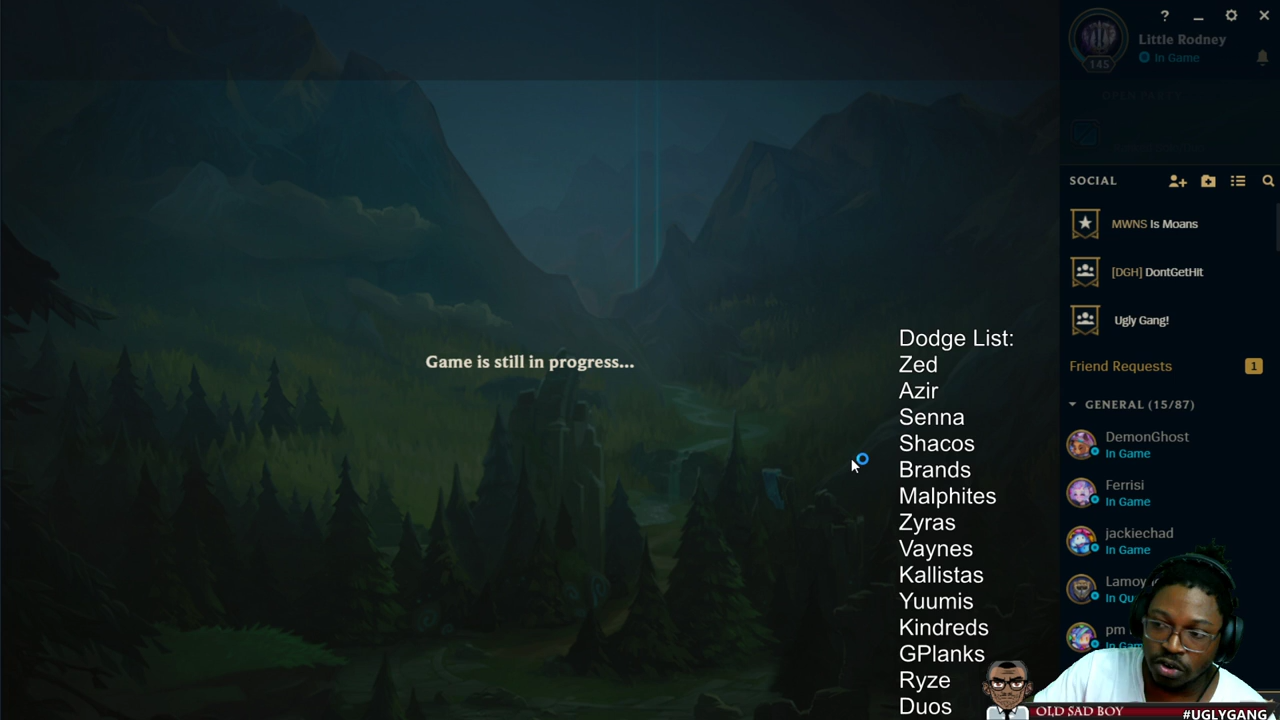 ?
Little Rodney
145
In Game
SOCIAL
MWNS Is Moans
[DGH] DontGetHit
Ugly Gang!
Friend Requests
1
GENERAL (15/87)
DemonGhost
In Game
Ferrisi
In Game
jackiechad
In Game
Lamoy
pm
Game is still in progress...
Dodge List:
Zed
Azir
Senna
Shacos
Brands
Malphites
Zyras
Vaynes
Kallistas
Yuumis
Kindreds
GPlanks
Ryze
Duos
OLD SAD BOY
#UGLYGANG